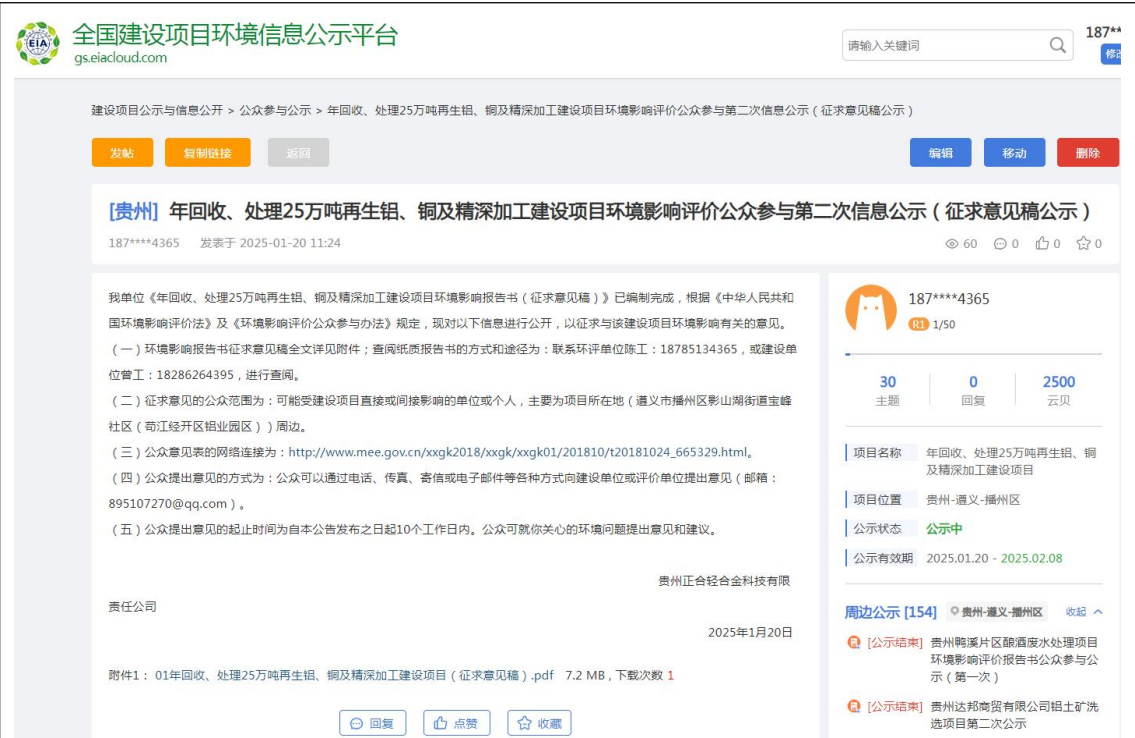 EIA
全国建设项目环境信息公示平台
gs.eiacloud.com
请输入关键词
187**
建设项目公示与信息公开 > 公众参与公示 > 年回收、处理25万吨再生铝、铜及精深加工建设项目环境影响评价公众参与第二次信息公示（征求意见稿公示）
发帖 复制链接 返回
编辑 移动 删除
[贵州] 年回收、处理25万吨再生铝、铜及精深加工建设项目环境影响评价公众参与第二次信息公示（征求意见稿公示）
187****4365 发表于 2025-01-20 11:24
60 0 0 0
我单位《年回收、处理25万吨再生铝、铜及精深加工建设项目环境影响报告书（征求意见稿）》已编制完成，根据《中华人民共和
国环境影响评价法》及《环境影响评价公众参与办法》规定，现对以下信息进行公开，以征求与该建设项目环境影响有关的意见。
（一）环境影响报告书征求意见稿全文详见附件；查阅纸质报告书的方式和途径为：联系环评单位陈工：18785134365，或建设单
位曾工：18286264395，进行查阅。
（二）征求意见的公众范围为：可能受建设项目直接或间接影响的单位或个人，主要为项目所在地（遵义市播州区影山湖街道宝峰
社区（苟江经开区铝业园区））周边。
（三）公众意见表的网络连接为：http://www.mee.gov.cn/xxgk2018/xxgk/xxgk01/201810/t20181024_665329.html。
（四）公众提出意见的方式为：公众可以通过电话、传真、寄信或电子邮件等各种方式向建设单位或评价单位提出意见（邮箱：
895107270@qq.com）。
（五）公众提出意见的起止时间为自本公告发布之日起10个工作日内。公众可就你关心的环境问题提出意见和建议。
贵州正合轻合金科技有限
责任公司
2025年1月20日
附件1： 01年回收、处理25万吨再生铝、铜及精深加工建设项目（征求意见稿）.pdf 7.2 MB，下载次数 1
回复 点赞 收藏
187****4365
R1 1/50
30 0 2500
主题 回复 云贝
项目名称 年回收、处理25万吨再生铝、铜
及精深加工建设项目
项目位置 贵州-遵义-播州区
公示状态 公示中
公示有效期 2025.01.20 - 2025.02.08
周边公示 [154] 贵州-遵义-播州区 收起
[公示结束] 贵州鸭溪片区酿酒废水处理项目
环境影响评价报告书公众参与公
示（第一次）
[公示结束] 贵州达邦商贸有限公司铝土矿洗
选项目第二次公示